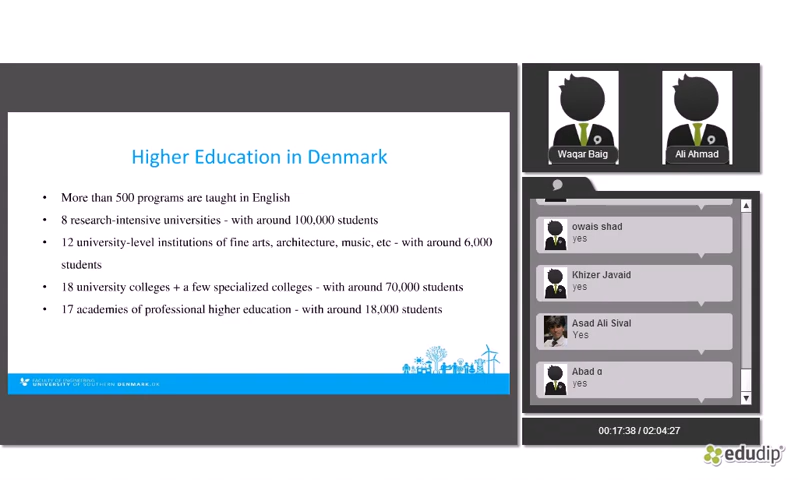 Higher Education in Denmark
• More than 500 programs are taught in English
• 8 research-intensive universities - with around 100,000 students
• 12 university-level institutions of fine arts, architecture, music, etc - with around 6,000
students
• 18 university colleges + a few specialized colleges - with around 70,000 students
• 17 academies of professional higher education - with around 18,000 students
FACULTY OF ENGINEERING
UNIVERSITY OF SOUTHERN DENMARK.DK
Waqar Baig
Ali Ahmad
owais shad
yes
Khizer Javaid
yes
Asad Ali Sival
Yes
Abad α
yes
00:17:38 / 02:04:27
edudip